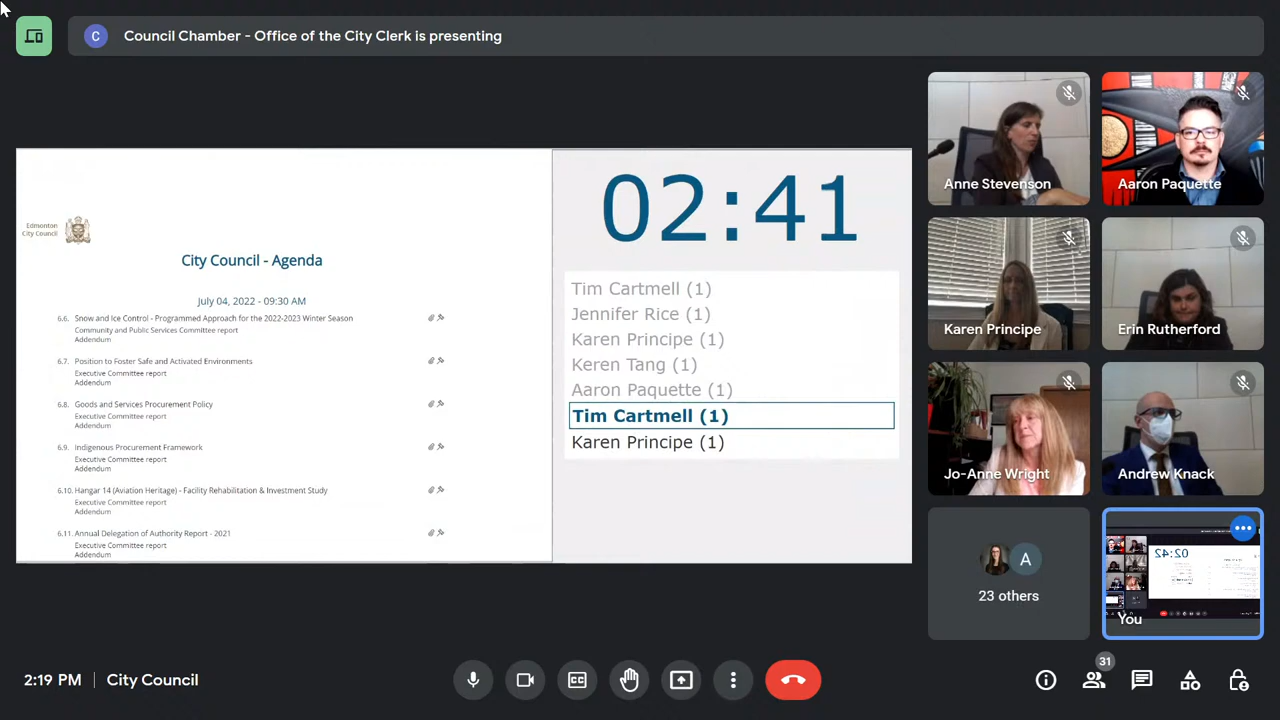 C
Council Chamber - Office of the City Clerk is presenting
Edmonton
City Council
City Council - Agenda
July 04, 2022 - 09:30 AM
6.6. Snow and Ice Control - Programmed Approach for the 2022-2023 Winter Season
Community and Public Services Committee report
Addendum
6.7. Position to Foster Safe and Activated Environments
Executive Committee report
Addendum
6.8. Goods and Services Procurement Policy
Executive Committee report
Addendum
6.9. Indigenous Procurement Framework
Executive Committee report
Addendum
6.10. Hangar 14 (Aviation Heritage) - Facility Rehabilitation & Investment Study
Executive Committee report
Addendum
6.11. Annual Delegation of Authority Report - 2021
Executive Committee report
Addendum
02:41
Tim Cartmell (1)
Jennifer Rice (1)
Karen Principe (1)
Keren Tang (1)
Aaron Paquette (1)
Tim Cartmell (1)
Karen Principe (1)
Anne Stevenson
Aaron Paquette
Karen Principe
Erin Rutherford
Jo-Anne Wright
Andrew Knack
A
23 others
02:42
You
2:19 PM | City Council
CC
31